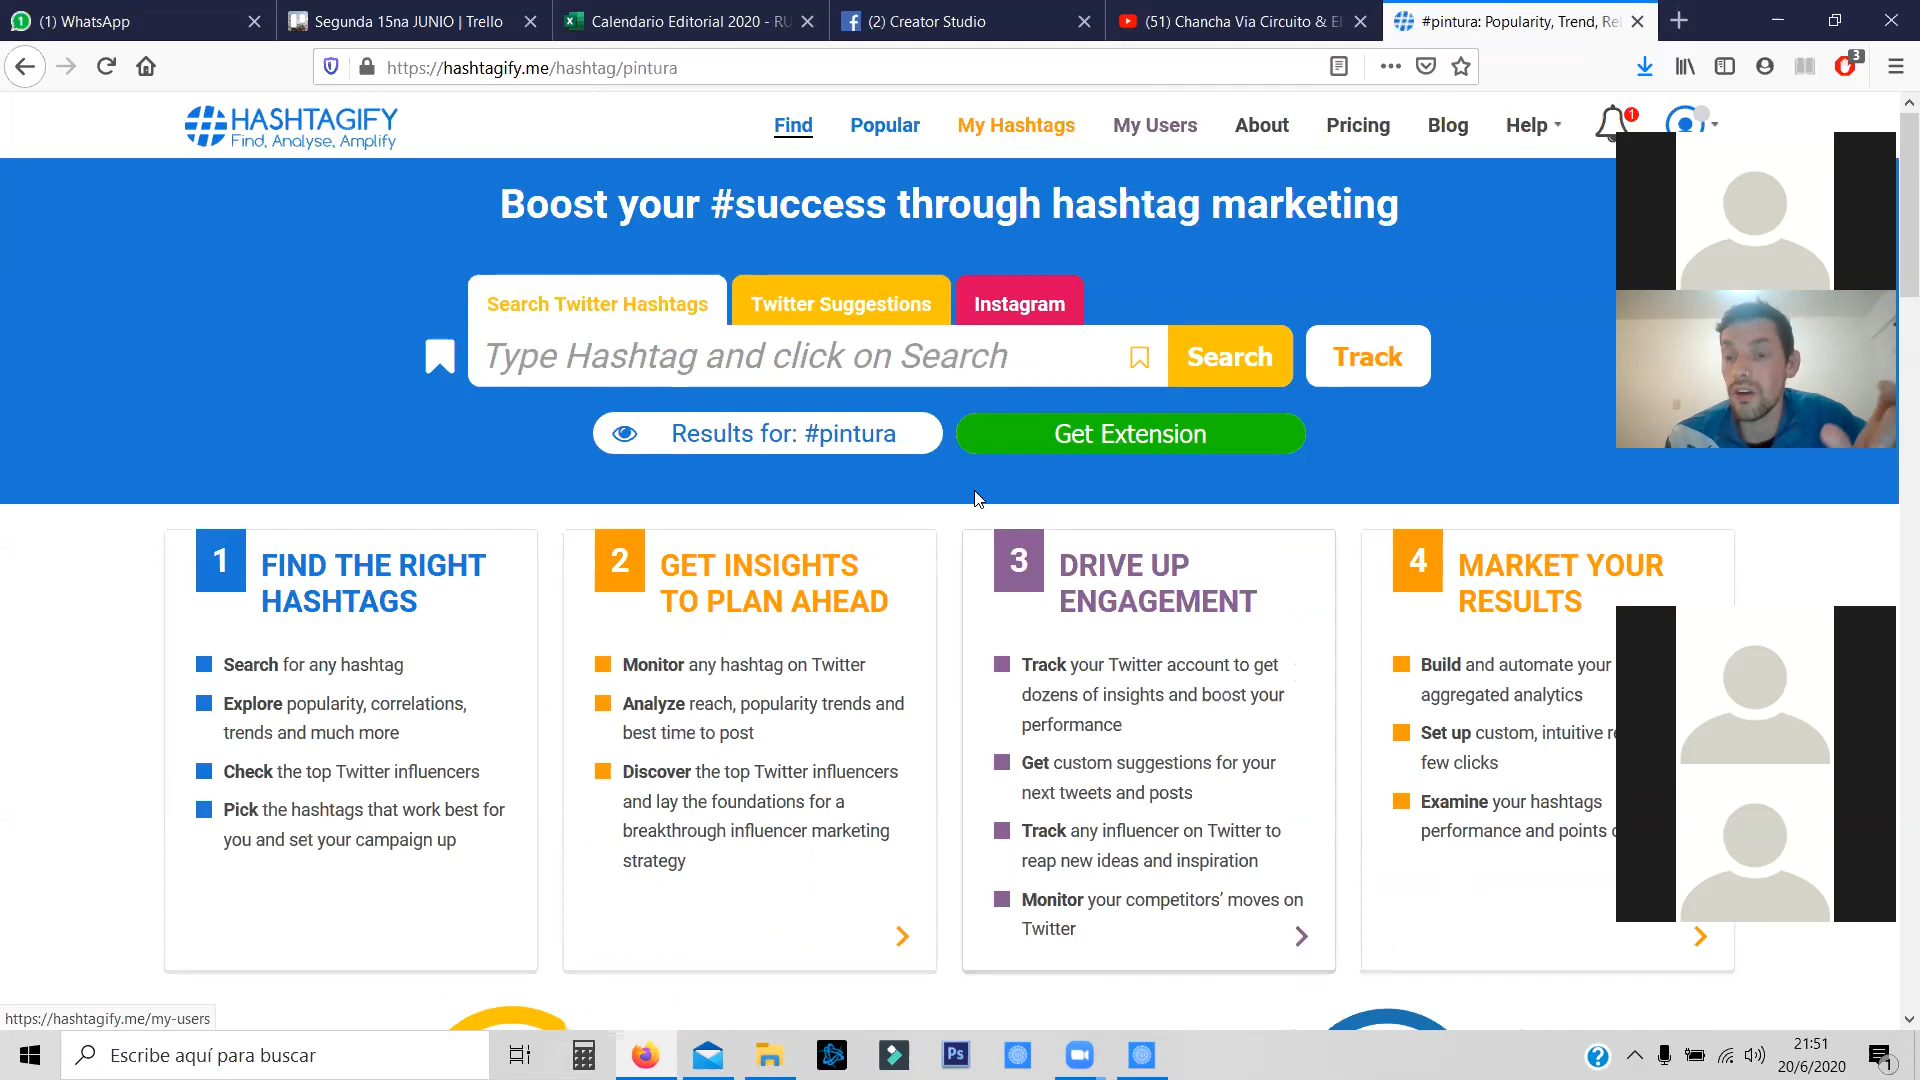 (1) WhatsApp
Segunda 15na JUNIO | Trello
Calendario Editorial 2020 - RU
(2) Creator Studio
(51) Chancha Via Circuito & El
#pintura: Popularity, Trend, Rel
https://hashtagify.me/hashtag/pintura
3
HASHTAGIFY
Find, Analyse, Amplify
Find
Popular
My Hashtags
My Users
About
Pricing
Blog
Help
1
Boost your #success through hashtag marketing
Search Twitter Hashtags
Twitter Suggestions
Instagram
Type Hashtag and click on Search
Search
Track
Results for: #pintura
Get Extension
1
FIND THE RIGHT
HASHTAGS
Search for any hashtag
Explore popularity, correlations,
trends and much more
Check the top Twitter influencers
Pick the hashtags that work best for
you and set your campaign up
2
GET INSIGHTS
TO PLAN AHEAD
Monitor any hashtag on Twitter
Analyze reach, popularity trends and
best time to post
Discover the top Twitter influencers
and lay the foundations for a
breakthrough influencer marketing
strategy
3
DRIVE UP
ENGAGEMENT
Track your Twitter account to get
dozens of insights and boost your
performance
Get custom suggestions for your
next tweets and posts
Track any influencer on Twitter to
reap new ideas and inspiration
Monitor your competitors' moves on
Twitter
4
MARKET YOUR
RESULTS
Build and automate your
aggregated analytics
Set up custom, intuitive
few clicks
Examine your hashtags
performance and points
https://hashtagify.me/my-users
Escribe aquí para buscar
Ps
21:51
20/6/2020
1